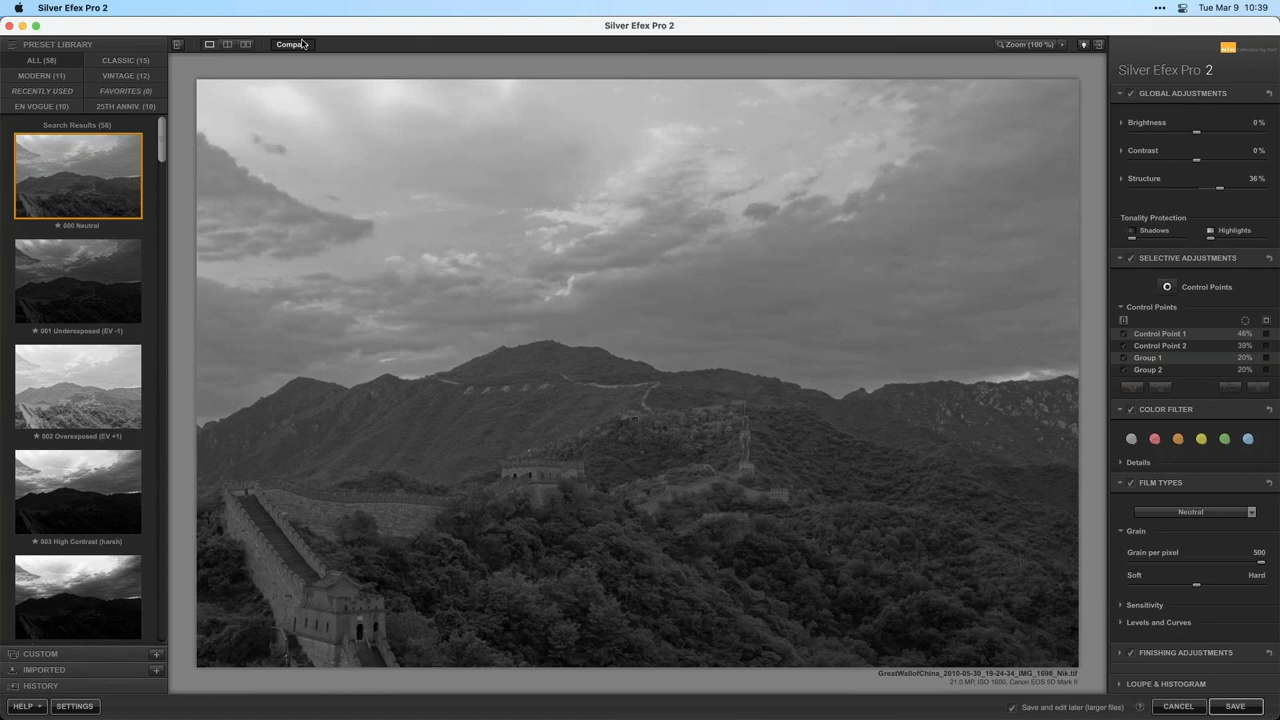 Silver Efex Pro 2
Tue Mar 9 10:39
Silver Efex Pro 2
PRESET LIBRARY
ALL (58)
CLASSIC (15)
MODERN (11)
VINTAGE (12)
RECENTLY USED
FAVORITES (0)
EN VOGUE (10)
25TH ANNIV. (10)
Search Results (58)
★ 000 Neutral
★ 001 Underexposed (EV -1)
★ 002 Overexposed (EV +1)
★ 003 High Contrast (harsh)
CUSTOM
IMPORTED
HISTORY
HELP
SETTINGS
Compare
Zoom (100 %)
GreatWallofChina_2010-05-30_19-24-34_IMG_1696_Nik.tif
21.0 MP, ISO 1600, Canon EOS 5D Mark II
Silver Efex Pro 2
GLOBAL ADJUSTMENTS
Brightness 0 %
Contrast 0 %
Structure 36 %
Tonality Protection
Shadows
Highlights
SELECTIVE ADJUSTMENTS
Control Points
Control Points
Control Point 1 46%
Control Point 2 39%
Group 1 20%
Group 2 20%
COLOR FILTER
Details
FILM TYPES
Neutral
Grain
Grain per pixel 500
Soft Hard
Sensitivity
Levels and Curves
FINISHING ADJUSTMENTS
LOUPE & HISTOGRAM
Save and edit later (larger files)
?
CANCEL
SAVE